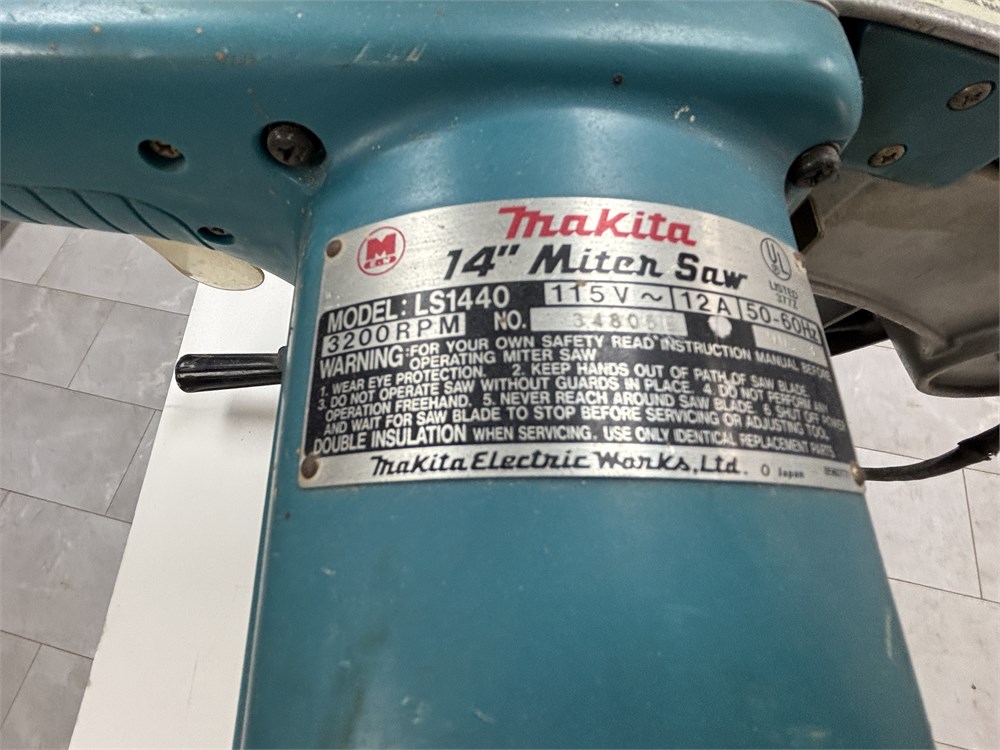 Makita
M
14" Miter Saw
UL
LISTED
377Z
MODEL: LS1440 115V~ 12A 50-60Hz
3200RPM NO.
WARNING: FOR YOUR OWN SAFETY READ INSTRUCTION MANUAL BEFORE
OPERATING MITER SAW
1. WEAR EYE PROTECTION. 2. KEEP HANDS OUT OF PATH OF SAW BLADE.
3. DO NOT OPERATE SAW WITHOUT GUARDS IN PLACE. 4. DO NOT PERFORM ANY
OPERATION FREEHAND. 5. NEVER REACH AROUND SAW BLADE. 6. SHUT OFF POWER
AND WAIT FOR SAW BLADE TO STOP BEFORE SERVICING OR ADJUSTING TOOL.
DOUBLE INSULATION WHEN SERVICING, USE ONLY IDENTICAL REPLACEMENT PARTS.
Makita Electric Works, Ltd. Japan